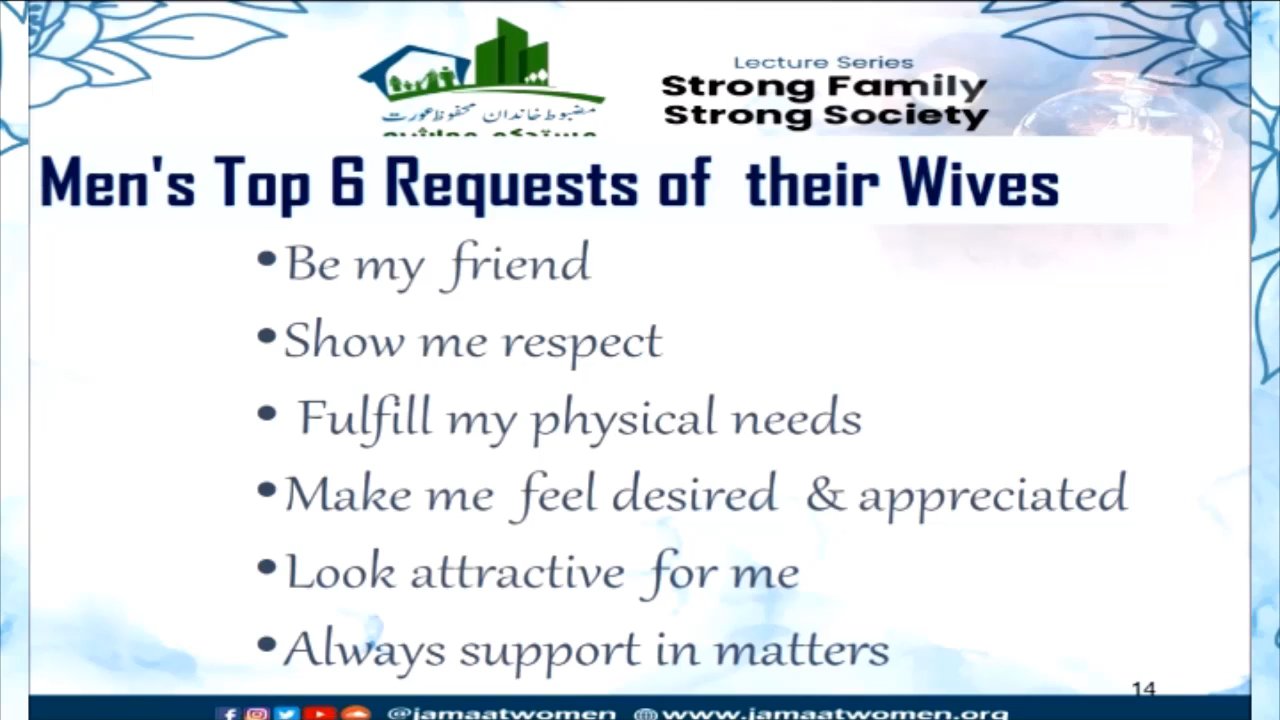 Lecture Series
Strong Family
Strong Society
مضبوط خاندان محفوظ عورت
مستحکم معاشرہ
Men's Top 6 Requests of their Wives
•Be my friend
•Show me respect
• Fulfill my physical needs
•Make me feel desired & appreciated
•Look attractive for me
•Always support in matters
14
@jamaatwomen www.jamaatwomen.org